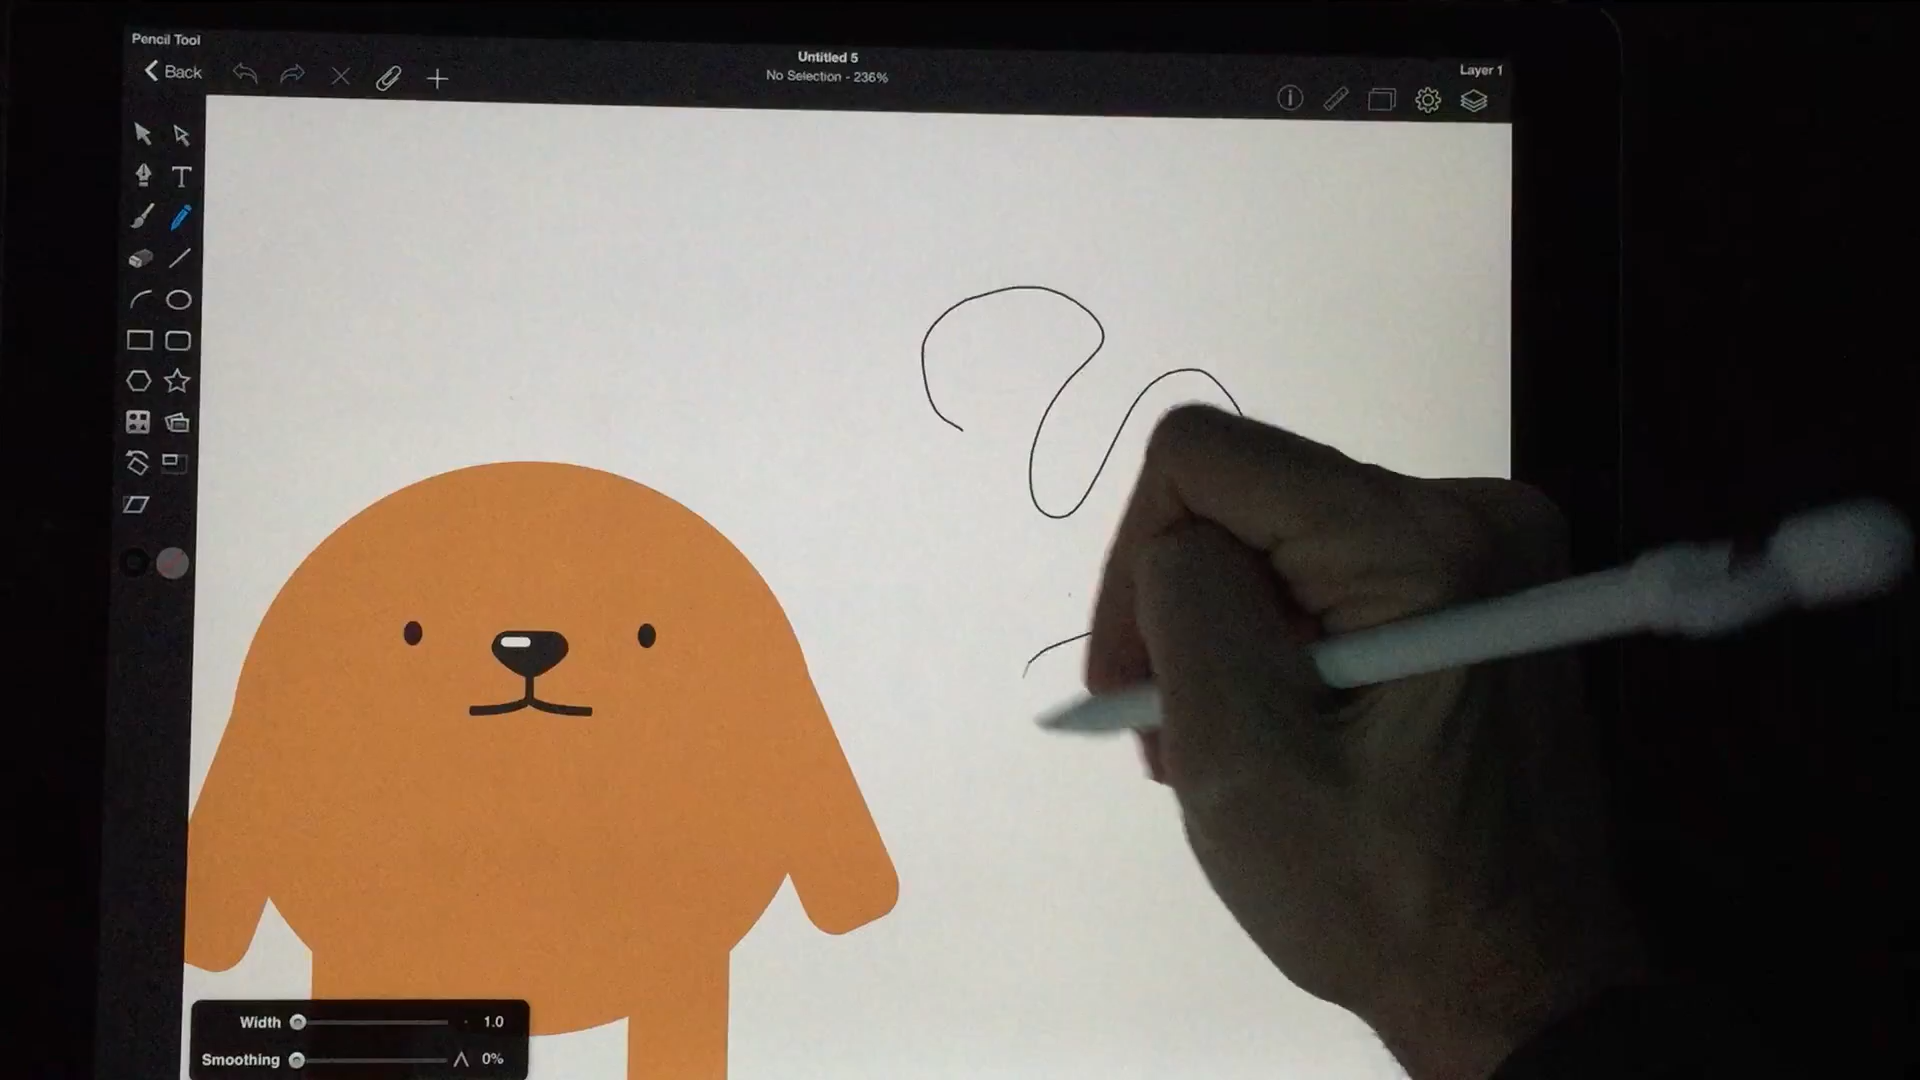 Pencil Tool
Back
Untitled 5
No Selection - 236%
Layer 1
T
Width 1.0
Smoothing 0%